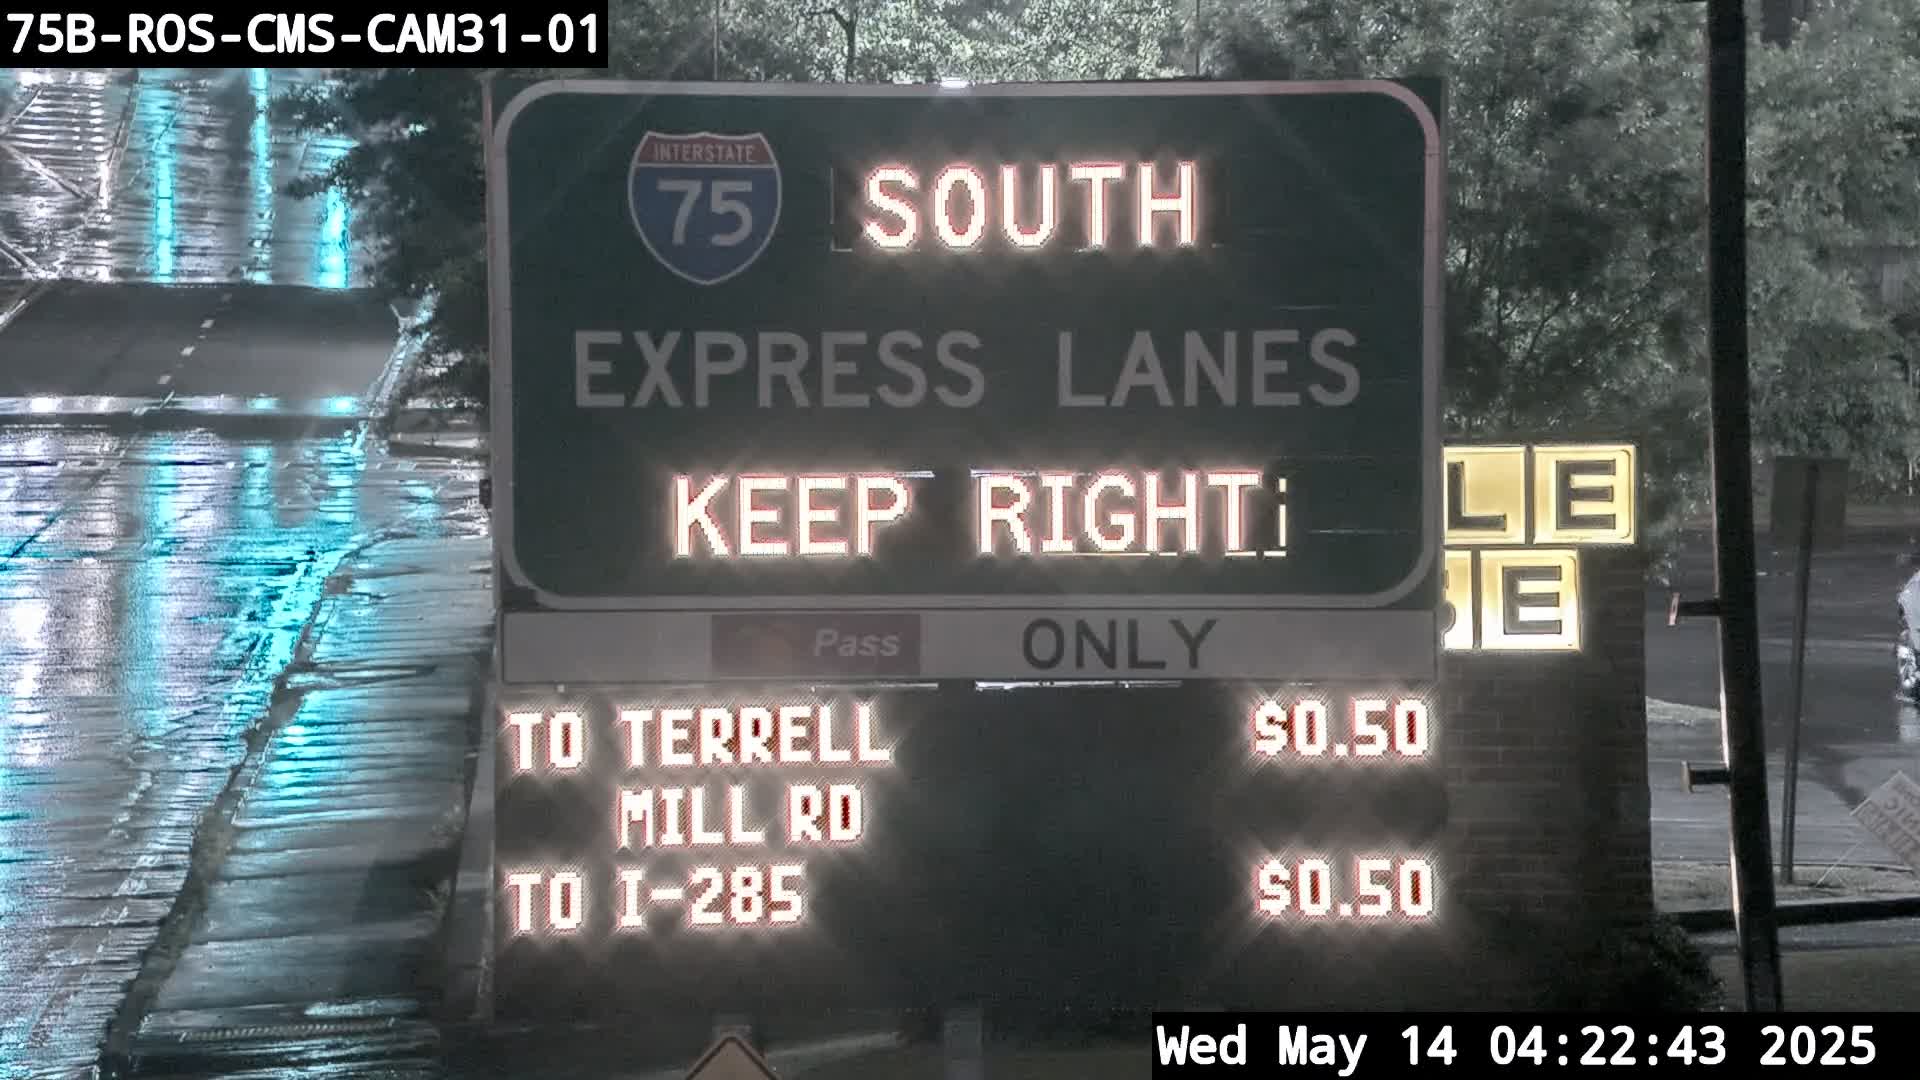 75B-ROS-CMS-CAM31-01
INTERSTATE
75
SOUTH
EXPRESS LANES
KEEP RIGHT
Pass ONLY
TO TERRELL $0.50
MILL RD
TO I-285 $0.50
LE
E
Wed May 14 04:22:43 2025